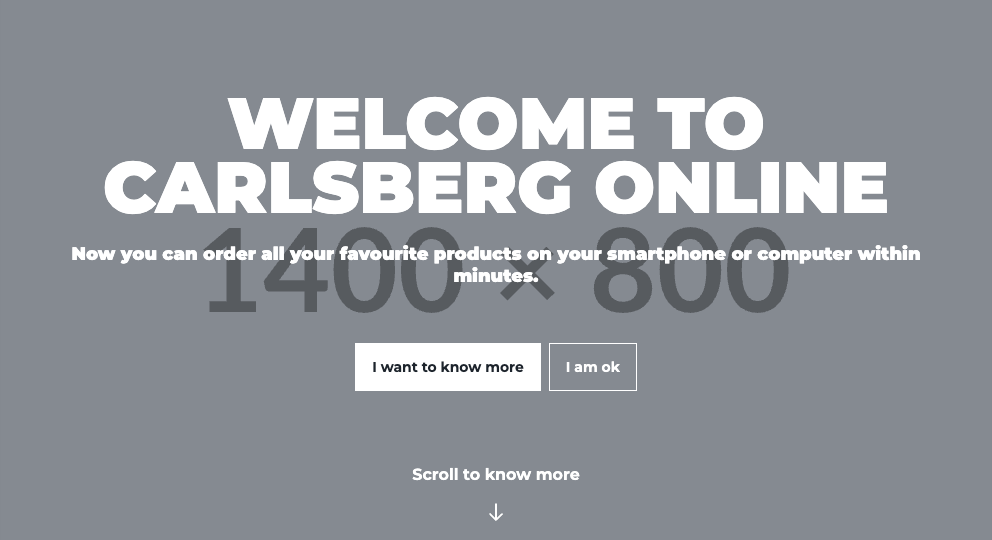 WELCOME TO
CARLSBERG ONLINE
1400 × 800
Now you can order all your favourite products on your smartphone or computer within
minutes.
I want to know more
I am ok
Scroll to know more